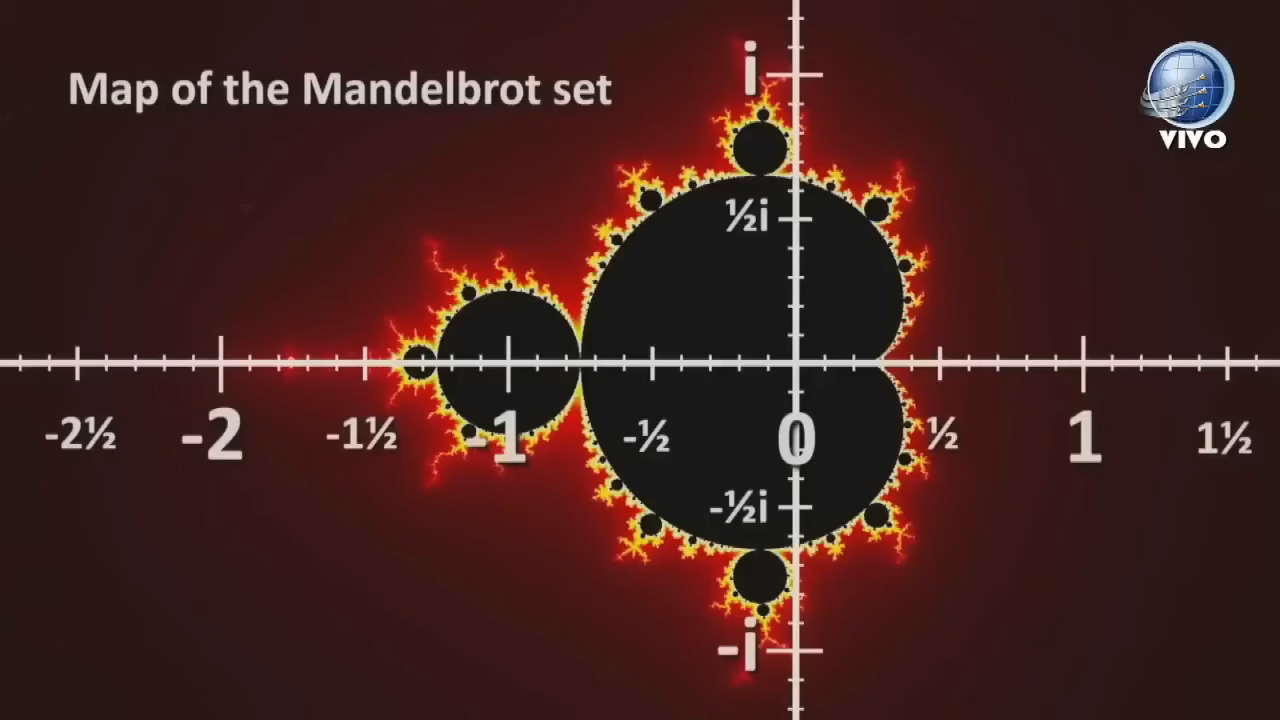 Map of the Mandelbrot set
VIVO
i
½i
-2½ -2 -1½ -1 -½ 0 ½ 1 1½
-½i
-i